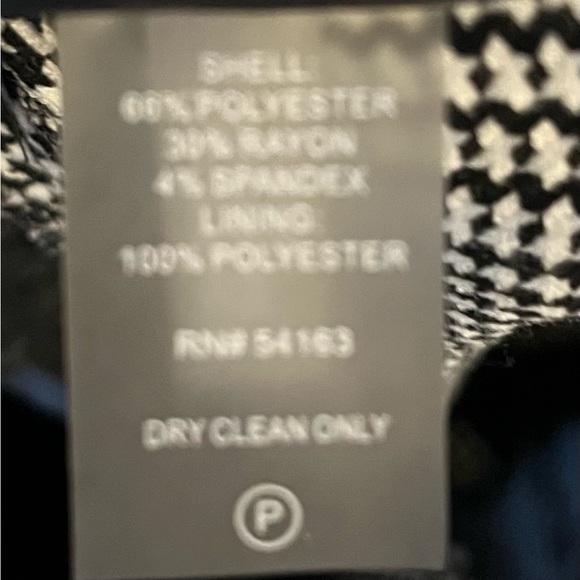 SHELL:
66% POLYESTER
30% RAYON
4% SPANDEX
LINING:
100% POLYESTER
RN# 54163
DRY CLEAN ONLY
P